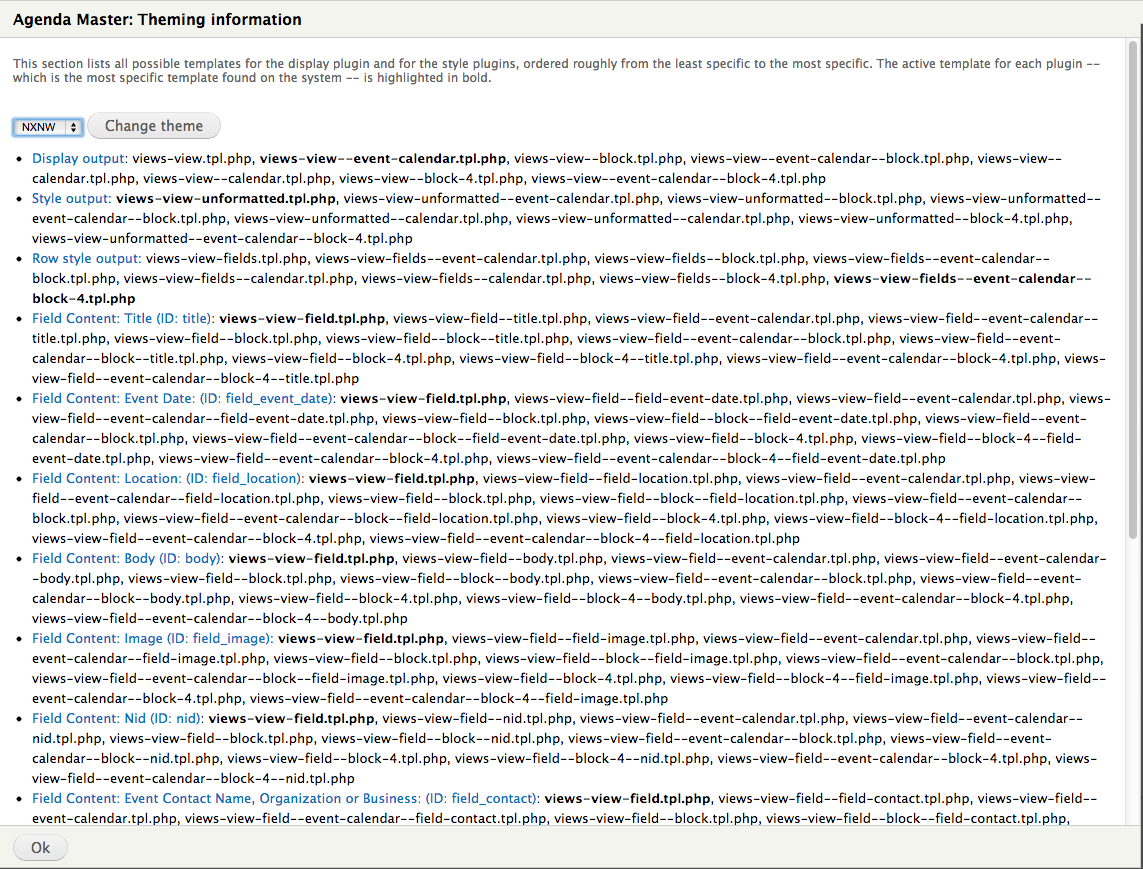 Agenda Master: Theming information
This section lists all possible templates for the display plugin and for the style plugins, ordered roughly from the least specific to the most specific. The active template for each plugin --
which is the most specific template found on the system -- is highlighted in bold.
NXNW Change theme
Display output: views-view.tpl.php, views-view--event-calendar.tpl.php, views-view--block.tpl.php, views-view--event-calendar--block.tpl.php, views-view--
calendar.tpl.php, views-view--calendar.tpl.php, views-view--block-4.tpl.php, views-view--event-calendar--block-4.tpl.php
Style output: views-view-unformatted.tpl.php, views-view-unformatted--event-calendar.tpl.php, views-view-unformatted--block.tpl.php, views-view-unformatted--
event-calendar--block.tpl.php, views-view-unformatted--calendar.tpl.php, views-view-unformatted--calendar.tpl.php, views-view-unformatted--block-4.tpl.php,
views-view-unformatted--event-calendar--block-4.tpl.php
Row style output: views-view-fields.tpl.php, views-view-fields--event-calendar.tpl.php, views-view-fields--block.tpl.php, views-view-fields--event-calendar--
block.tpl.php, views-view-fields--calendar.tpl.php, views-view-fields--calendar.tpl.php, views-view-fields--block-4.tpl.php, views-view-fields--event-calendar--
block-4.tpl.php
Field Content: Title (ID: title): views-view-field.tpl.php, views-view-field--title.tpl.php, views-view-field--event-calendar.tpl.php, views-view-field--event-calendar--
title.tpl.php, views-view-field--block.tpl.php, views-view-field--block--title.tpl.php, views-view-field--event-calendar--block.tpl.php, views-view-field--event-
calendar--block--title.tpl.php, views-view-field--block-4.tpl.php, views-view-field--block-4--title.tpl.php, views-view-field--event-calendar--block-4.tpl.php, views-
view-field--event-calendar--block-4--title.tpl.php
Field Content: Event Date: (ID: field_event_date): views-view-field.tpl.php, views-view-field--field-event-date.tpl.php, views-view-field--event-calendar.tpl.php, views-
view-field--event-calendar--field-event-date.tpl.php, views-view-field--block.tpl.php, views-view-field--block--field-event-date.tpl.php, views-view-field--event-
calendar--block.tpl.php, views-view-field--event-calendar--block--field-event-date.tpl.php, views-view-field--block-4.tpl.php, views-view-field--block-4--field-
event-date.tpl.php, views-view-field--event-calendar--block-4.tpl.php, views-view-field--event-calendar--block-4--field-event-date.tpl.php
Field Content: Location: (ID: field_location): views-view-field.tpl.php, views-view-field--field-location.tpl.php, views-view-field--event-calendar.tpl.php, views-view-
field--event-calendar--field-location.tpl.php, views-view-field--block.tpl.php, views-view-field--block--field-location.tpl.php, views-view-field--event-calendar--
block.tpl.php, views-view-field--event-calendar--block--field-location.tpl.php, views-view-field--block-4.tpl.php, views-view-field--block-4--field-location.tpl.php,
views-view-field--event-calendar--block-4.tpl.php, views-view-field--event-calendar--block-4--field-location.tpl.php
Field Content: Body (ID: body): views-view-field.tpl.php, views-view-field--body.tpl.php, views-view-field--event-calendar.tpl.php, views-view-field--event-calendar-
-body.tpl.php, views-view-field--block.tpl.php, views-view-field--block--body.tpl.php, views-view-field--event-calendar--block.tpl.php, views-view-field--event-
calendar--block--body.tpl.php, views-view-field--block-4.tpl.php, views-view-field--block-4--body.tpl.php, views-view-field--event-calendar--block-4.tpl.php,
views-view-field--event-calendar--block-4--body.tpl.php
Field Content: Image (ID: field_image): views-view-field.tpl.php, views-view-field--field-image.tpl.php, views-view-field--event-calendar.tpl.php, views-view-field--
event-calendar--field-image.tpl.php, views-view-field--block.tpl.php, views-view-field--block--field-image.tpl.php, views-view-field--event-calendar--block.tpl.php,
views-view-field--event-calendar--block--field-image.tpl.php, views-view-field--block-4.tpl.php, views-view-field--block-4--field-image.tpl.php, views-view-field--
event-calendar--block-4.tpl.php, views-view-field--event-calendar--block-4--field-image.tpl.php
Field Content: Nid (ID: nid): views-view-field.tpl.php, views-view-field--nid.tpl.php, views-view-field--event-calendar.tpl.php, views-view-field--event-calendar--
nid.tpl.php, views-view-field--block.tpl.php, views-view-field--block--nid.tpl.php, views-view-field--event-calendar--block.tpl.php, views-view-field--event-
calendar--block--nid.tpl.php, views-view-field--block-4.tpl.php, views-view-field--block-4--nid.tpl.php, views-view-field--event-calendar--block-4.tpl.php, views-
view-field--event-calendar--block-4--nid.tpl.php
Field Content: Event Contact Name, Organization or Business: (ID: field_contact): views-view-field.tpl.php, views-view-field--field-contact.tpl.php, views-view-field--
event-calendar.tpl.php, views-view-field--event-calendar--field-contact.tpl.php, views-view-field--block.tpl.php, views-view-field--block--field-contact.tpl.php,
Ok